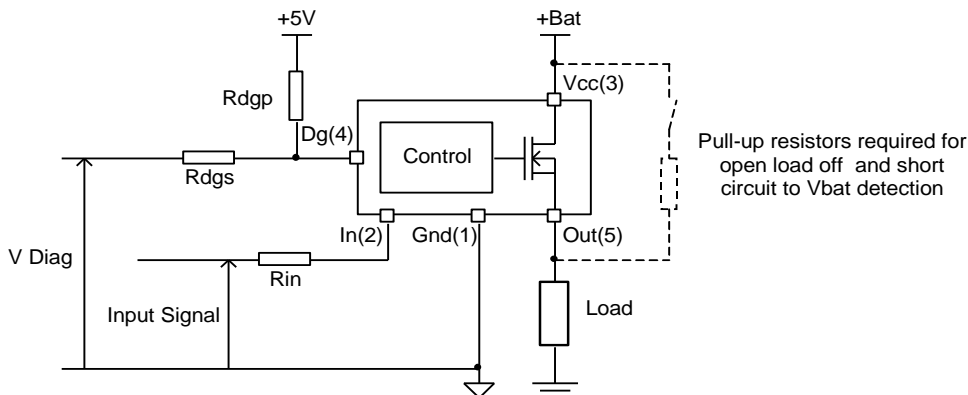 +5V
+Bat
Vcc(3)
Rdgp
Dg(4)
Control
Pull-up resistors required for
open load off and short
circuit to Vbat detection
Rdgs
In(2)
Gnd(1)
Out(5)
V Diag
Rin
Input Signal
Load